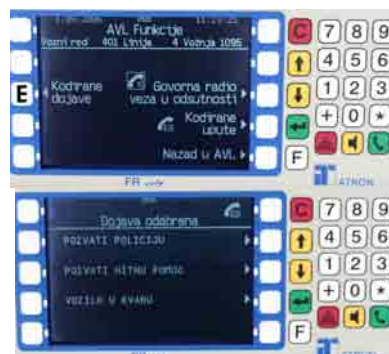 AVL Funkcije
Vozni red 401 Linija 4 Vožnja 1095
Kodirane dojave
Govorna radio veza u odsutnosti
Kodirane upute
Nazad u AVL
E
C 7 8 9
4 5 6
1 2 3
+ 0 *
F
ATRON
Dojava odabrana
POZVATI POLICIJU
POZVATI HITNU POMOĆ
VOZILO U KVARU
C 7 8 9
4 5 6
1 2 3
+ 0 *
F